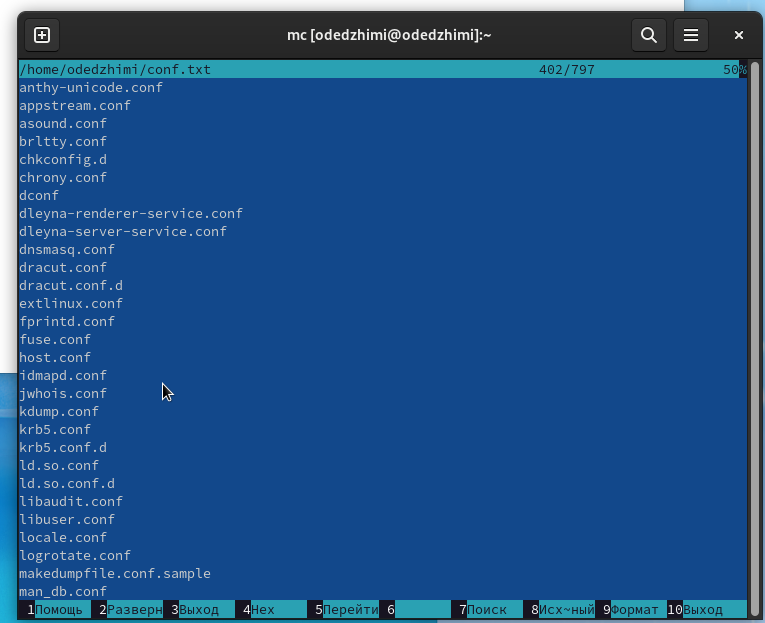 mc [odedzhimi@odedzhimi]:~
/home/odedzhimi/conf.txt 402/797 50%
anthy-unicode.conf
appstream.conf
asound.conf
brltty.conf
chkconfig.d
chrony.conf
dconf
dleyna-renderer-service.conf
dleyna-server-service.conf
dnsmasq.conf
dracut.conf
dracut.conf.d
extlinux.conf
fprintd.conf
fuse.conf
host.conf
idmapd.conf
jwhois.conf
kdump.conf
krb5.conf
krb5.conf.d
ld.so.conf
ld.so.conf.d
libaudit.conf
libuser.conf
locale.conf
logrotate.conf
makedumpfile.conf.sample
man_db.conf
1Помощь 2Разверн 3Выход 4Hex 5Перейти 6 7Поиск 8Исх~ный 9Формат 10Выход